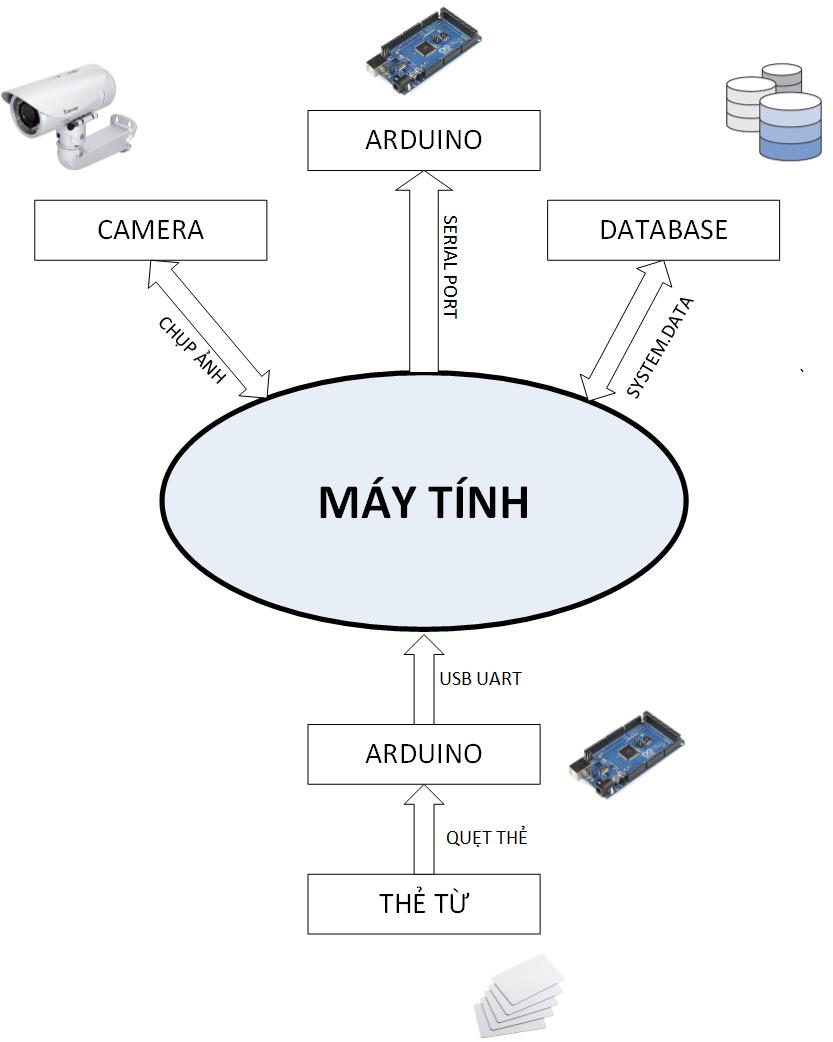 ARDUINO
CAMERA
DATABASE
SERIAL PORT
CHỤP ẢNH
SYSTEM.DATA
MÁY TÍNH
USB UART
ARDUINO
QUẸT THẺ
THẺ TỪ